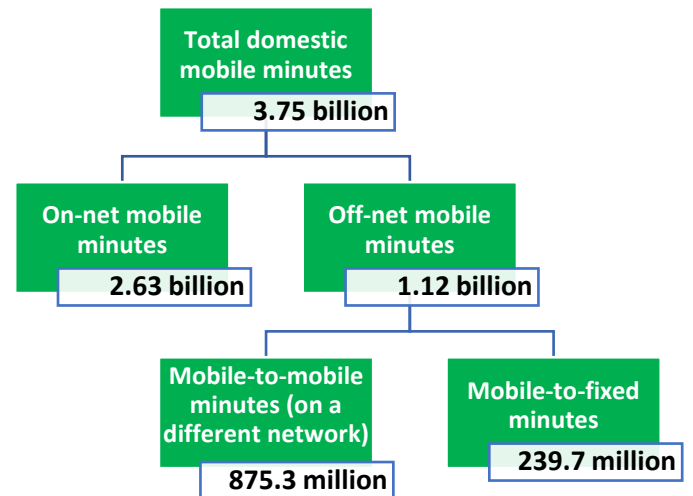 Total domestic
mobile minutes
3.75 billion
On-net mobile
minutes
2.63 billion
Off-net mobile
minutes
1.12 billion
Mobile-to-mobile
minutes (on a
different network)
875.3 million
Mobile-to-fixed
minutes
239.7 million